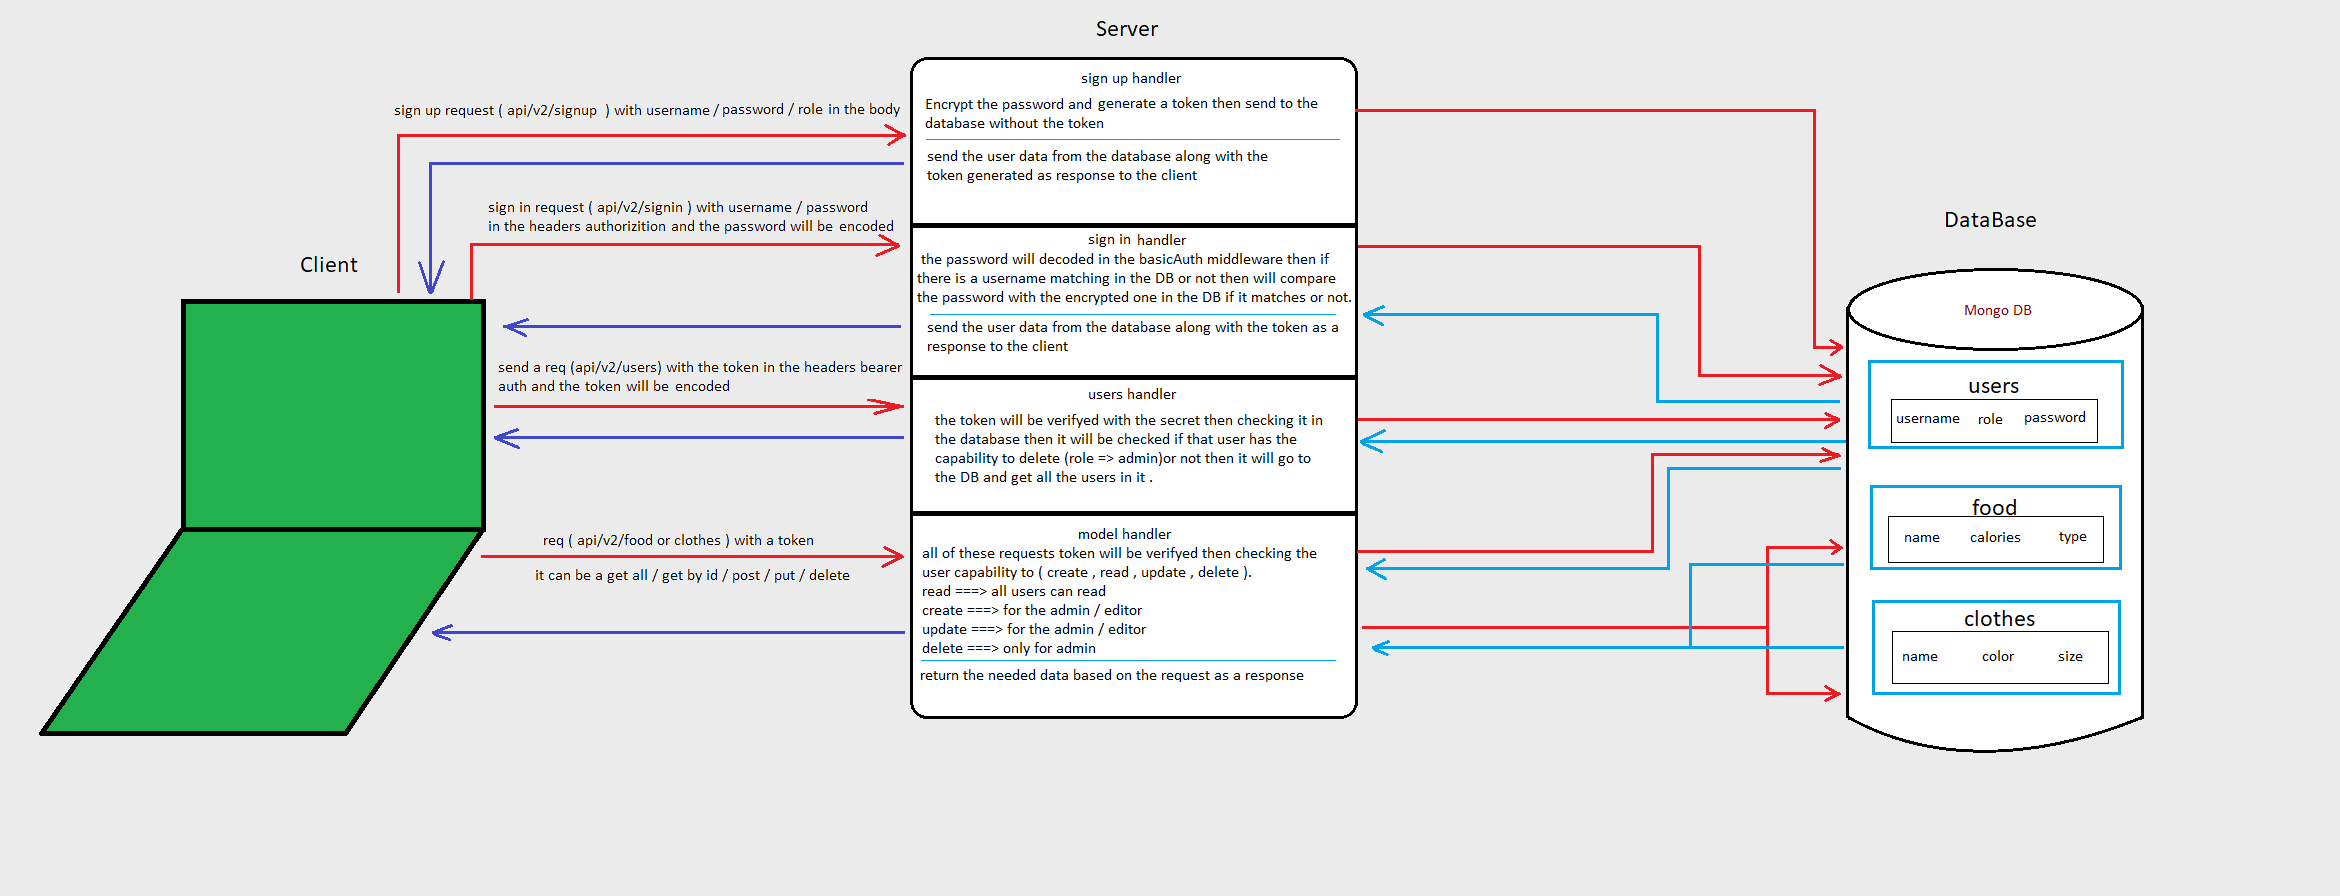 Server
sign up handler
Encrypt the password and generate a token then send to the
database without the token
send the user data from the database along with the
token generated as response to the client
sign up request ( api/v2/signup ) with username / password / role in the body
sign in request ( api/v2/signin ) with username / password
in the headers authorizition and the password will be encoded
Client
sign in handler
the password will decoded in the basicAuth middleware then if
there is a username matching in the DB or not then will compare
the password with the encrypted one in the DB if it matches or not.
send the user data from the database along with the token as a
response to the client
send a req (api/v2/users) with the token in the headers bearer
auth and the token will be encoded
users handler
the token will be verifyed with the secret then checking it in
the database then it will be checked if that user has the
capability to delete (role => admin)or not then it will go to
the DB and get all the users in it .
req ( api/v2/food or clothes ) with a token
it can be a get all / get by id / post / put / delete
model handler
all of these requests token will be verifyed then checking the
user capability to ( create , read , update , delete ).
read ===> all users can read
create ===> for the admin / editor
update ===> for the admin / editor
delete ===> only for admin
return the needed data based on the request as a response
DataBase
Mongo DB
users
username role password
food
name calories type
clothes
name color size